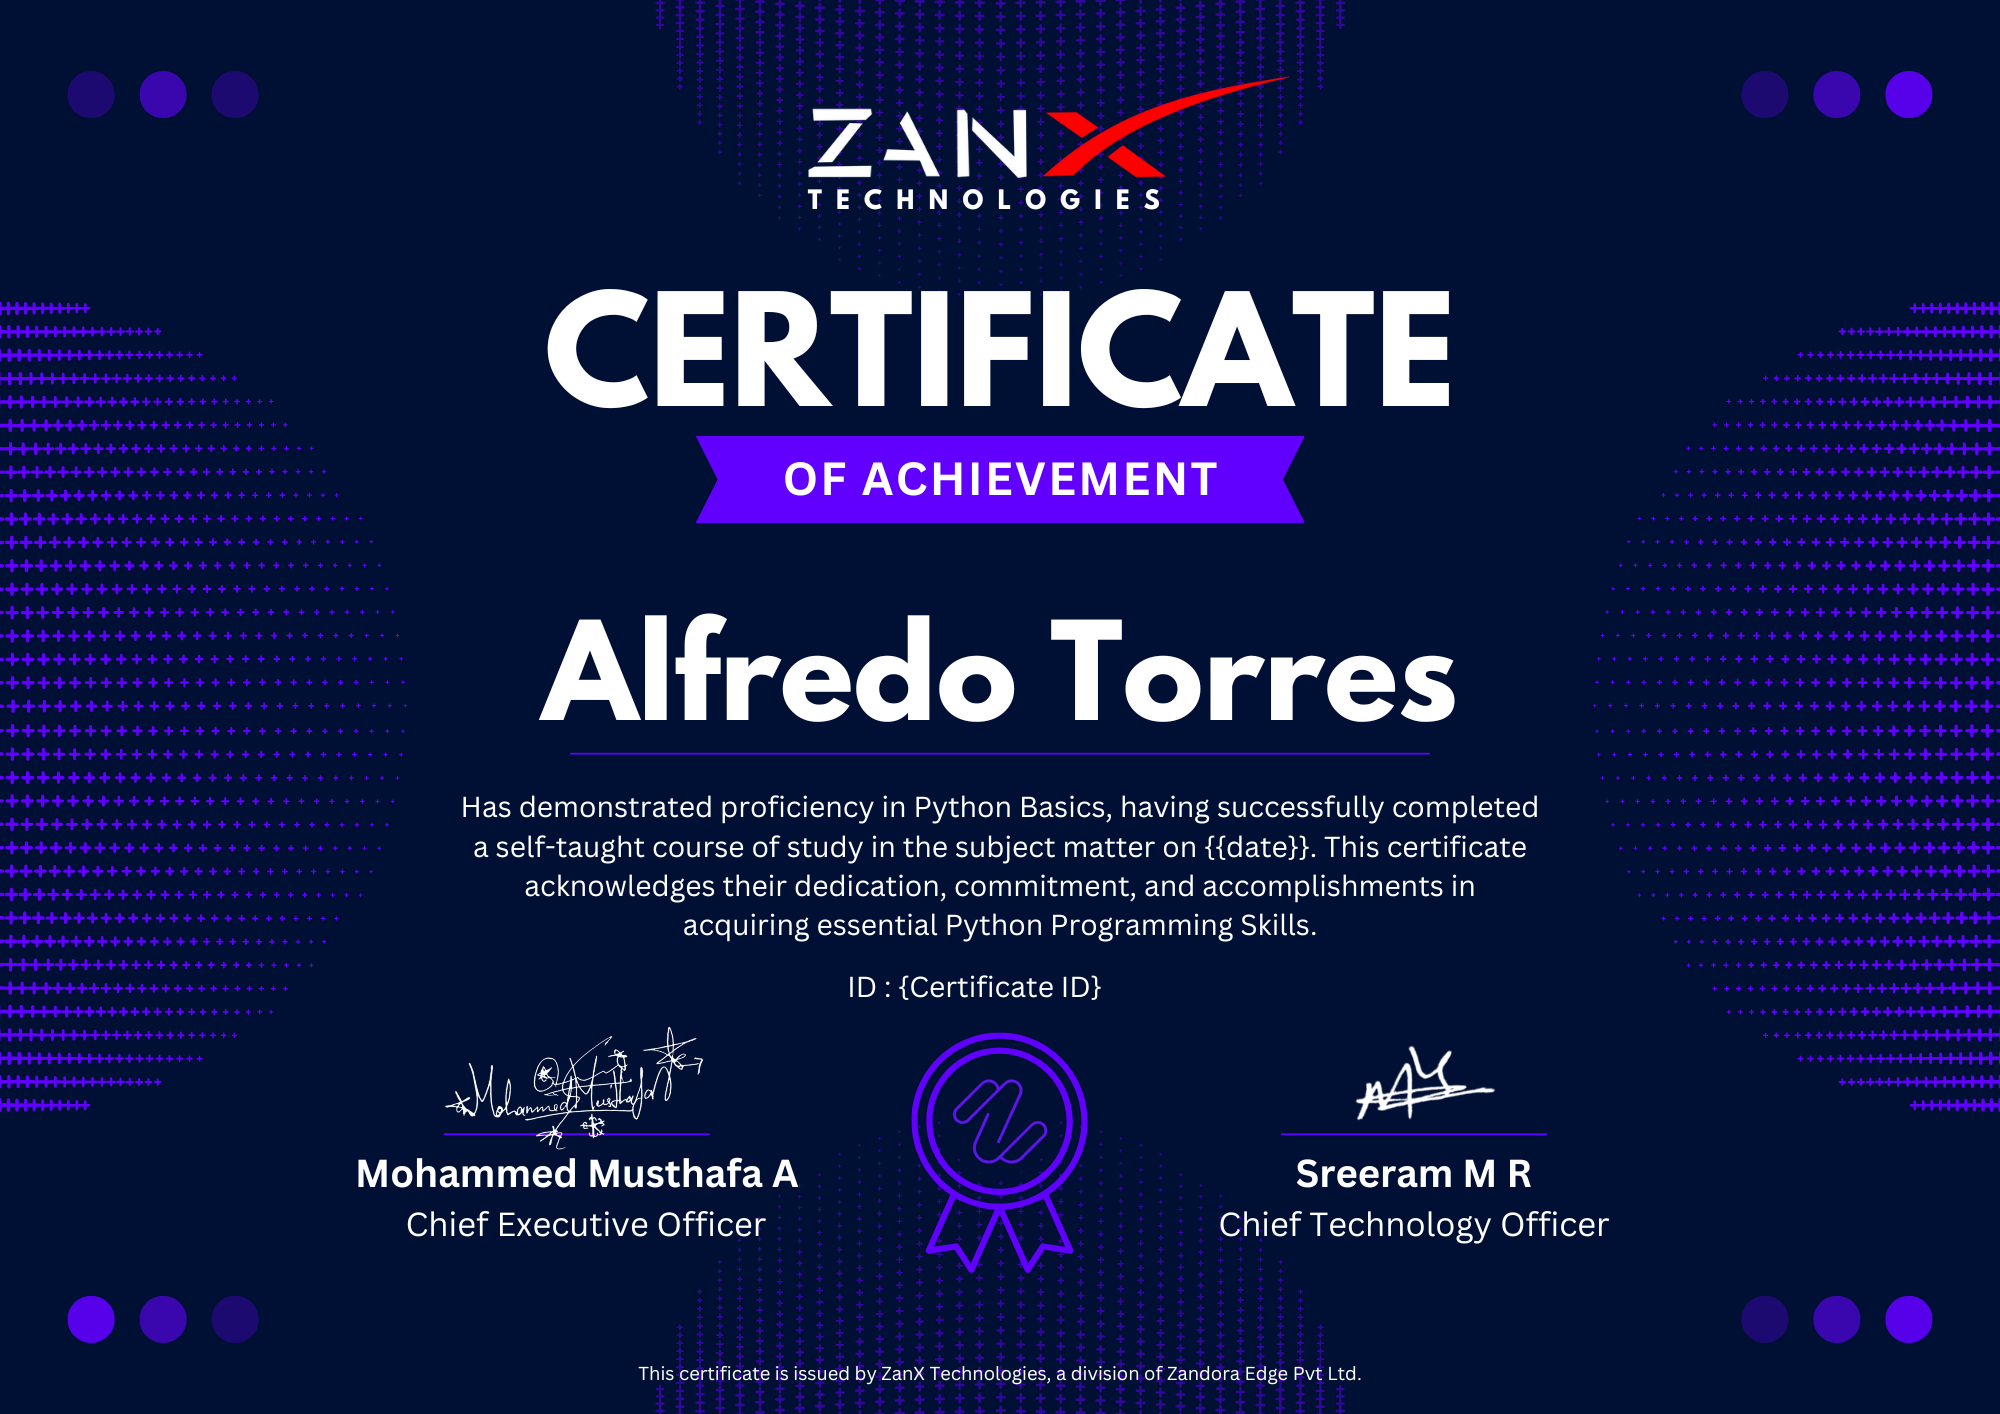 ZANX
TECHNOLOGIES
CERTIFICATE
OF ACHIEVEMENT
Alfredo Torres
Has demonstrated proficiency in Python Basics, having successfully completed
a self-taught course of study in the subject matter on {{date}}. This certificate
acknowledges their dedication, commitment, and accomplishments in
acquiring essential Python Programming Skills.
ID : {Certificate ID}
Mohammed Musthafa
Mohammed Musthafa A
Chief Executive Officer
Sreeram M R
Chief Technology Officer
This certificate is issued by ZanX Technologies, a division of Zandora Edge Pvt Ltd.